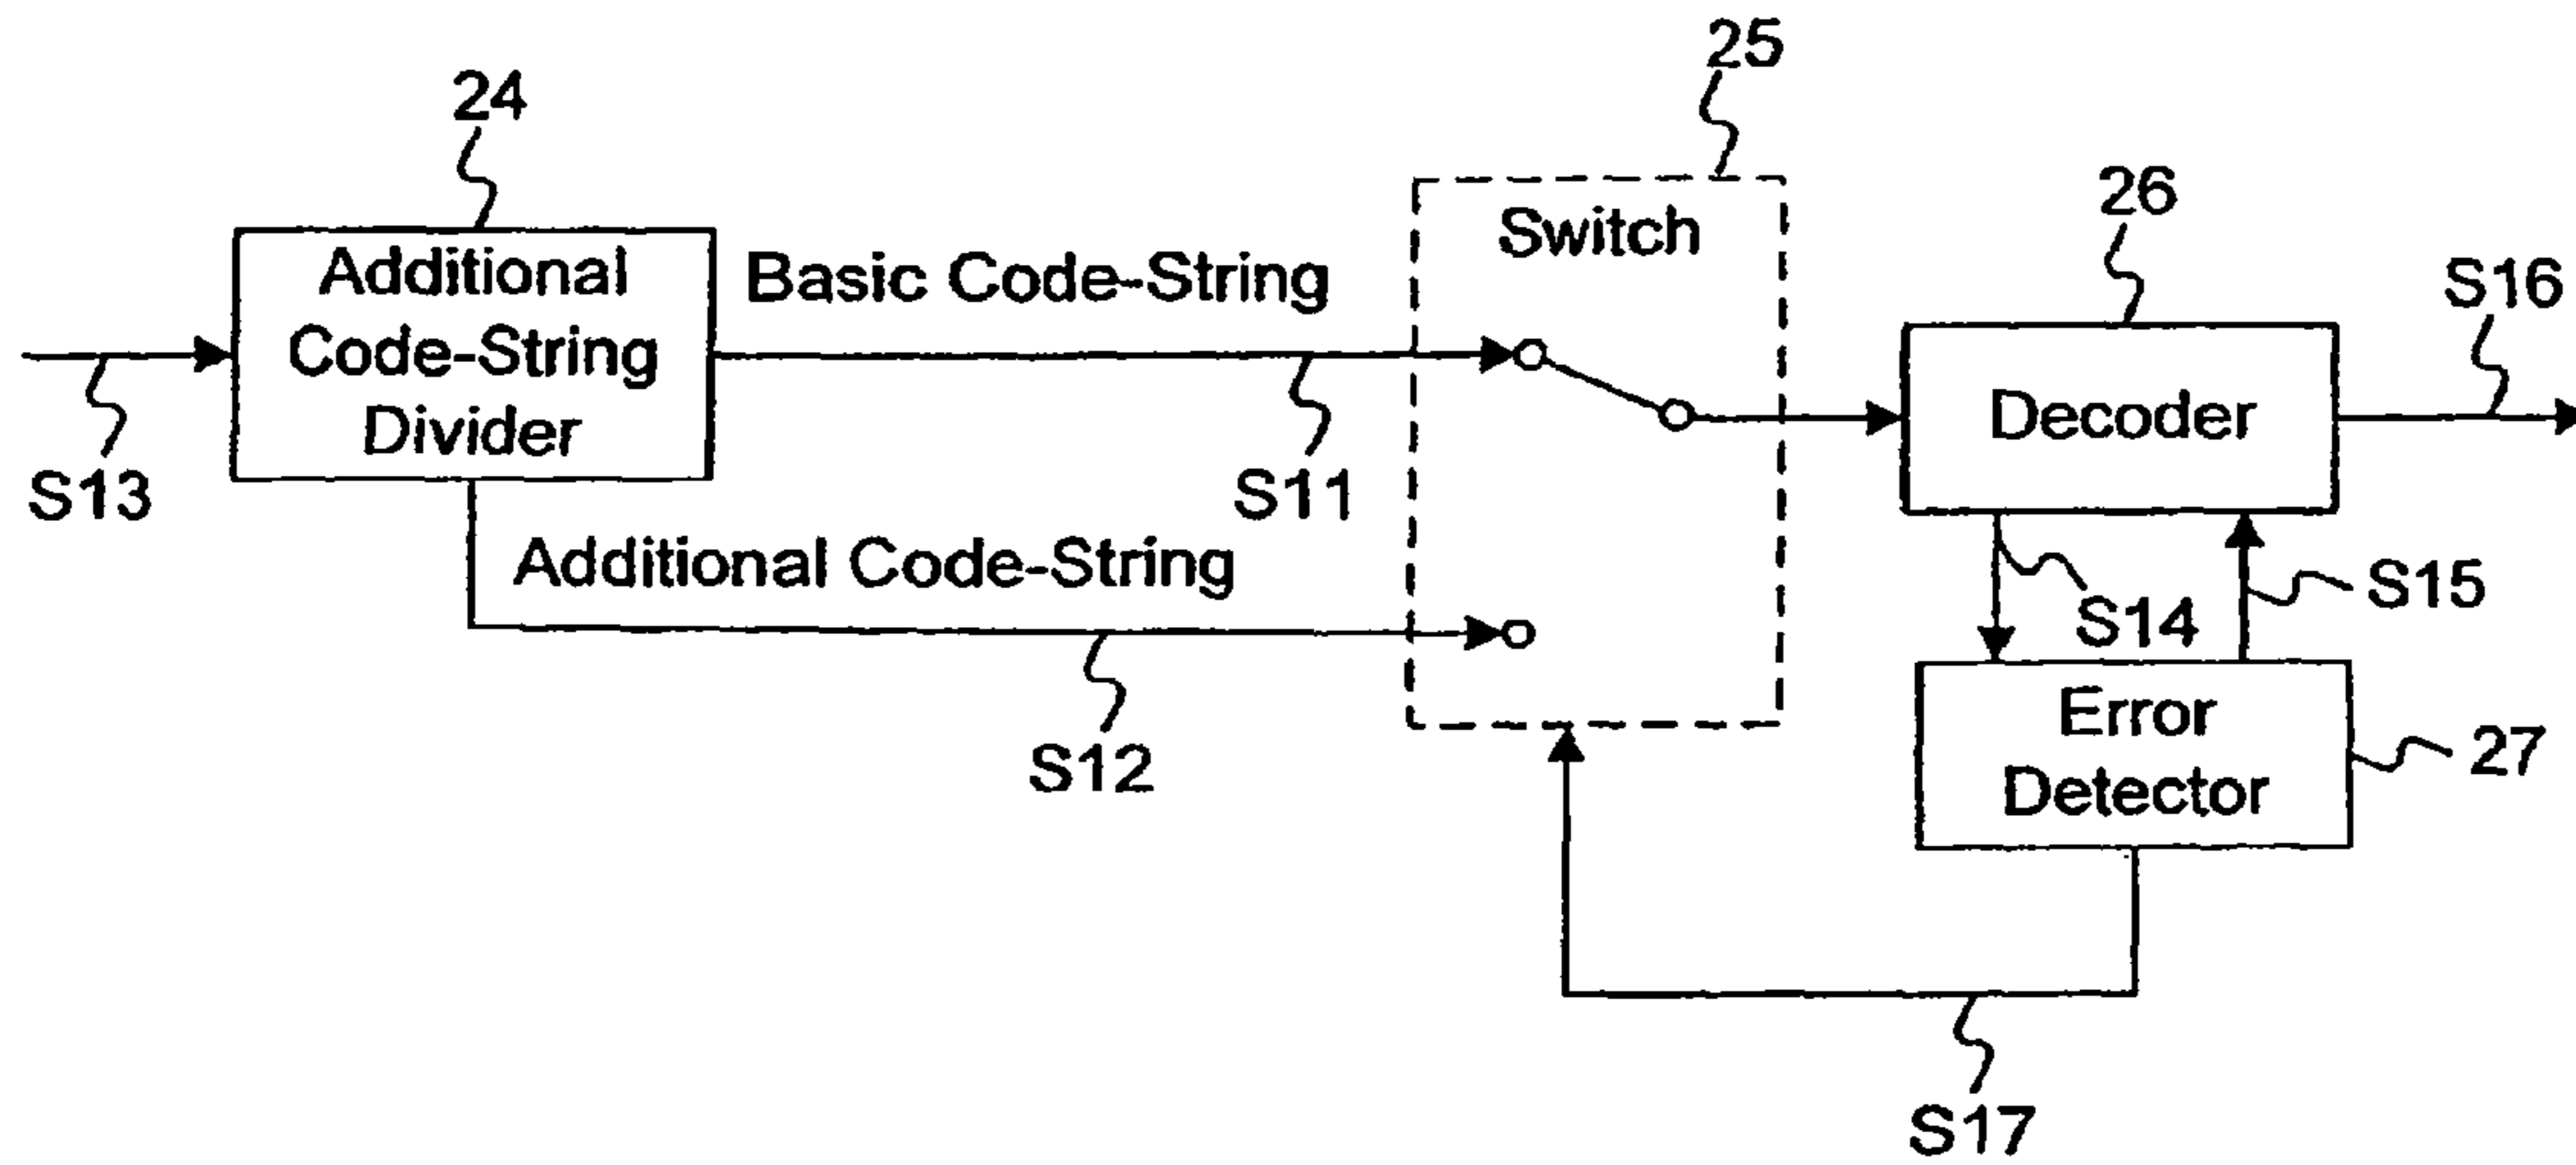 25
24
26
Switch
Additional
Code-String
Divider
Basic Code-String
S16
Decoder
S13
S11
Additional Code-String
S14
S15
S12
Error
Detector
27
S17